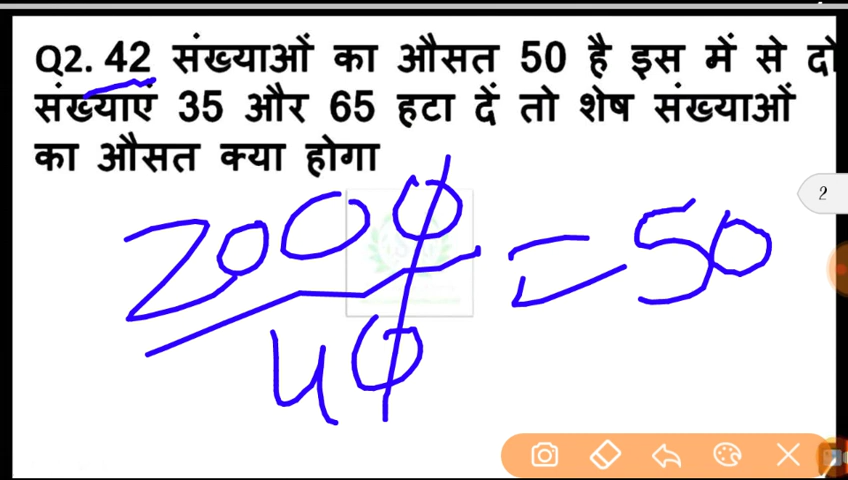 Q2. 42 संख्याओं का औसत 50 है इस में से दो
संख्याएं 35 और 65 हटा दें तो शेष संख्याओं
का औसत क्या होगा
2
2000
= 50
40